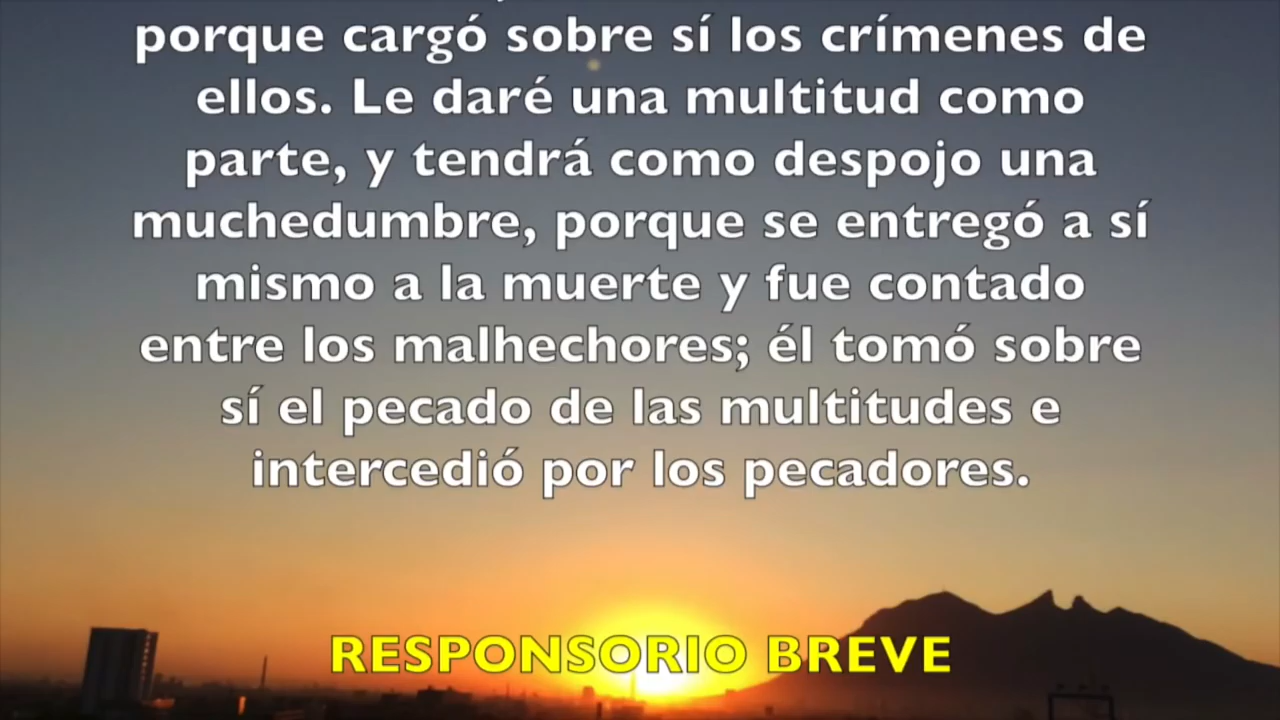 porque cargó sobre sí los crímenes de
ellos. Le daré una multitud como
parte, y tendrá como despojo una
muchedumbre, porque se entregó a sí
mismo a la muerte y fue contado
entre los malhechores; él tomó sobre
sí el pecado de las multitudes e
intercedió por los pecadores.
RESPONSORIO BREVE